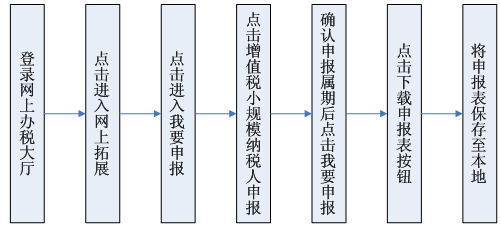 登录网上办税大厅
点击进入网上拓展
点击进入我要申报
点击增值税小规模纳税人申报
确认申报属期后点击我要申报
点击下载申报表按钮
将申报表保存至本地